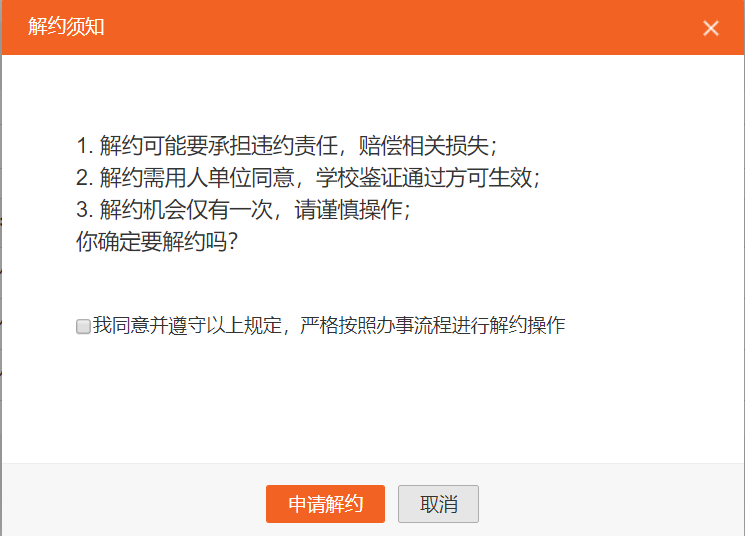 解约须知
1. 解约可能要承担违约责任，赔偿相关损失；
2. 解约需用人单位同意，学校鉴证通过方可生效；
3. 解约机会仅有一次，请谨慎操作；
你确定要解约吗？
我同意并遵守以上规定，严格按照办事流程进行解约操作
申请解约
取消